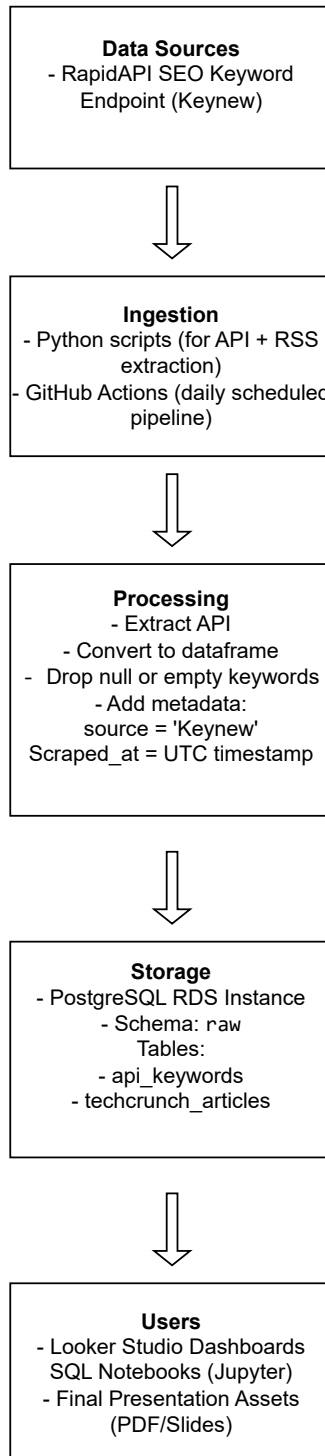 Data Sources
- RapidAPI SEO Keyword
Endpoint (Keynew)
Ingestion
- Python scripts (for API + RSS
extraction)
- GitHub Actions (daily scheduled
pipeline)
Processing
- Extract API
- Convert to dataframe
- Drop null or empty keywords
- Add metadata:
source = 'Keynew'
Scraped_at = UTC timestamp
Storage
- PostgreSQL RDS Instance
- Schema: raw
Tables:
- api_keywords
- techcrunch_articles
Users
- Looker Studio Dashboards
SQL Notebooks (Jupyter)
- Final Presentation Assets
(PDF/Slides)